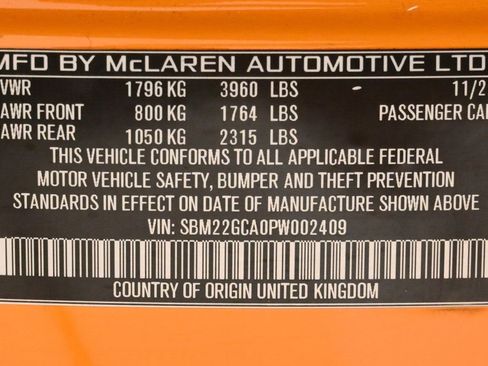 MFD BY McLAREN AUTOMOTIVE LTD
VWR 1796 KG 3960 LBS 11/2
AWR FRONT 800 KG 1764 LBS PASSENGER CA
AWR REAR 1050 KG 2315 LBS
THIS VEHICLE CONFORMS TO ALL APPLICABLE FEDERAL
MOTOR VEHICLE SAFETY, BUMPER AND THEFT PREVENTION
STANDARDS IN EFFECT ON DATE OF MANUFACTURE SHOWN ABOVE
VIN: SBM22GCA0PW002409
COUNTRY OF ORIGIN UNITED KINGDOM